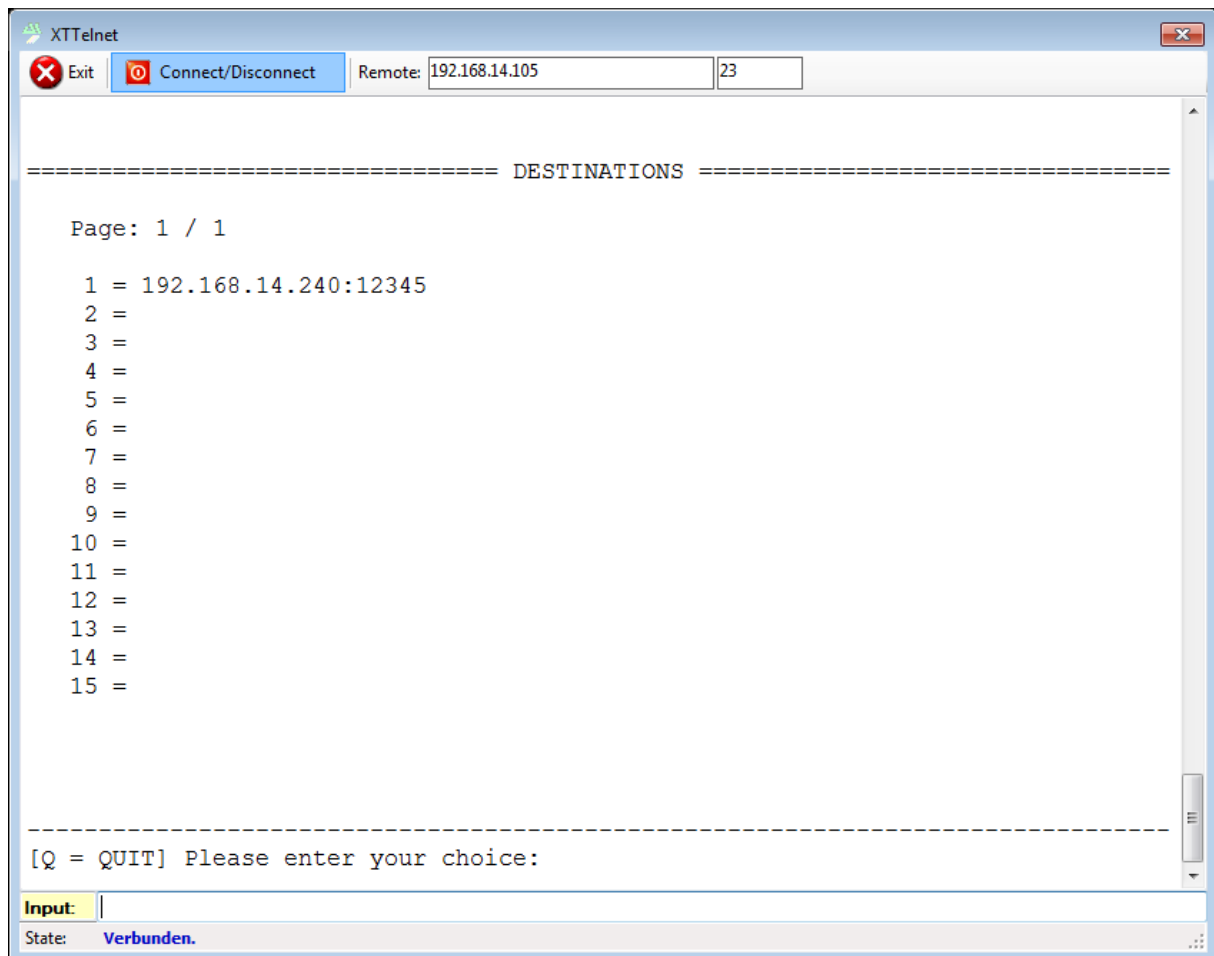 XTTelnet
Exit Connect/Disconnect Remote: 192.168.14.105 23
================================= DESTINATIONS =================================
Page: 1 / 1
1 = 192.168.14.240:12345
2 =
3 =
4 =
5 =
6 =
7 =
8 =
9 =
10 =
11 =
12 =
13 =
14 =
15 =
--------------------------------------------------------------------------------
[Q = QUIT] Please enter your choice:
Input:
State: Verbunden.